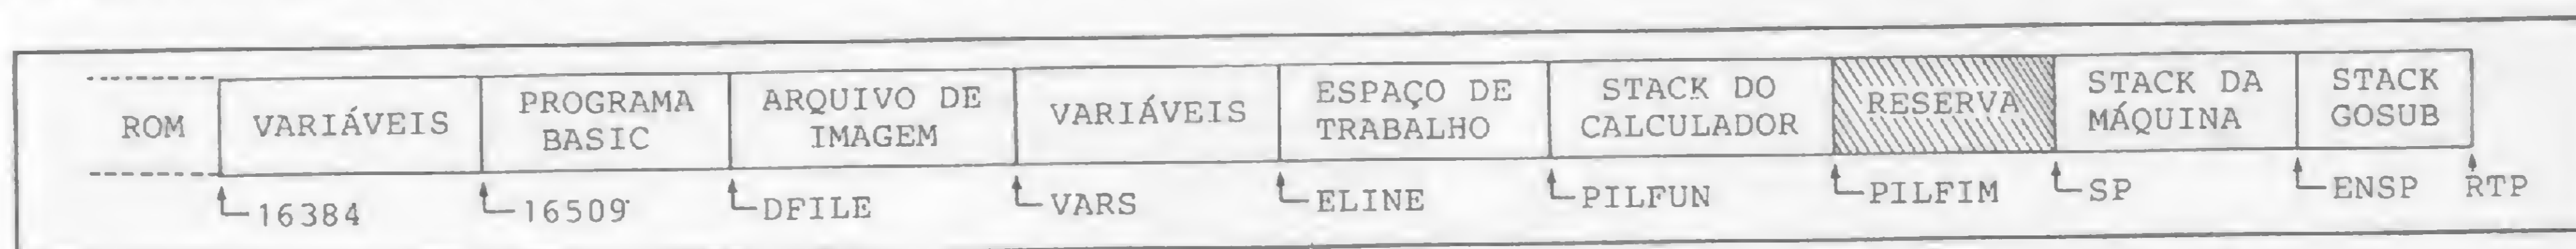 ROM
VARIÁVEIS
PROGRAMA
BASIC
ARQUIVO DE
IMAGEM
VARIÁVEIS
ESPAÇO DE
TRABALHO
STACK DO
CALCULADOR
RESERVA
STACK DA
MÁQUINA
STACK
GOSUB
16384
16509
DFILE
VARS
ELINE
PILFUN
PILFIM
SP
ENSP
RTP